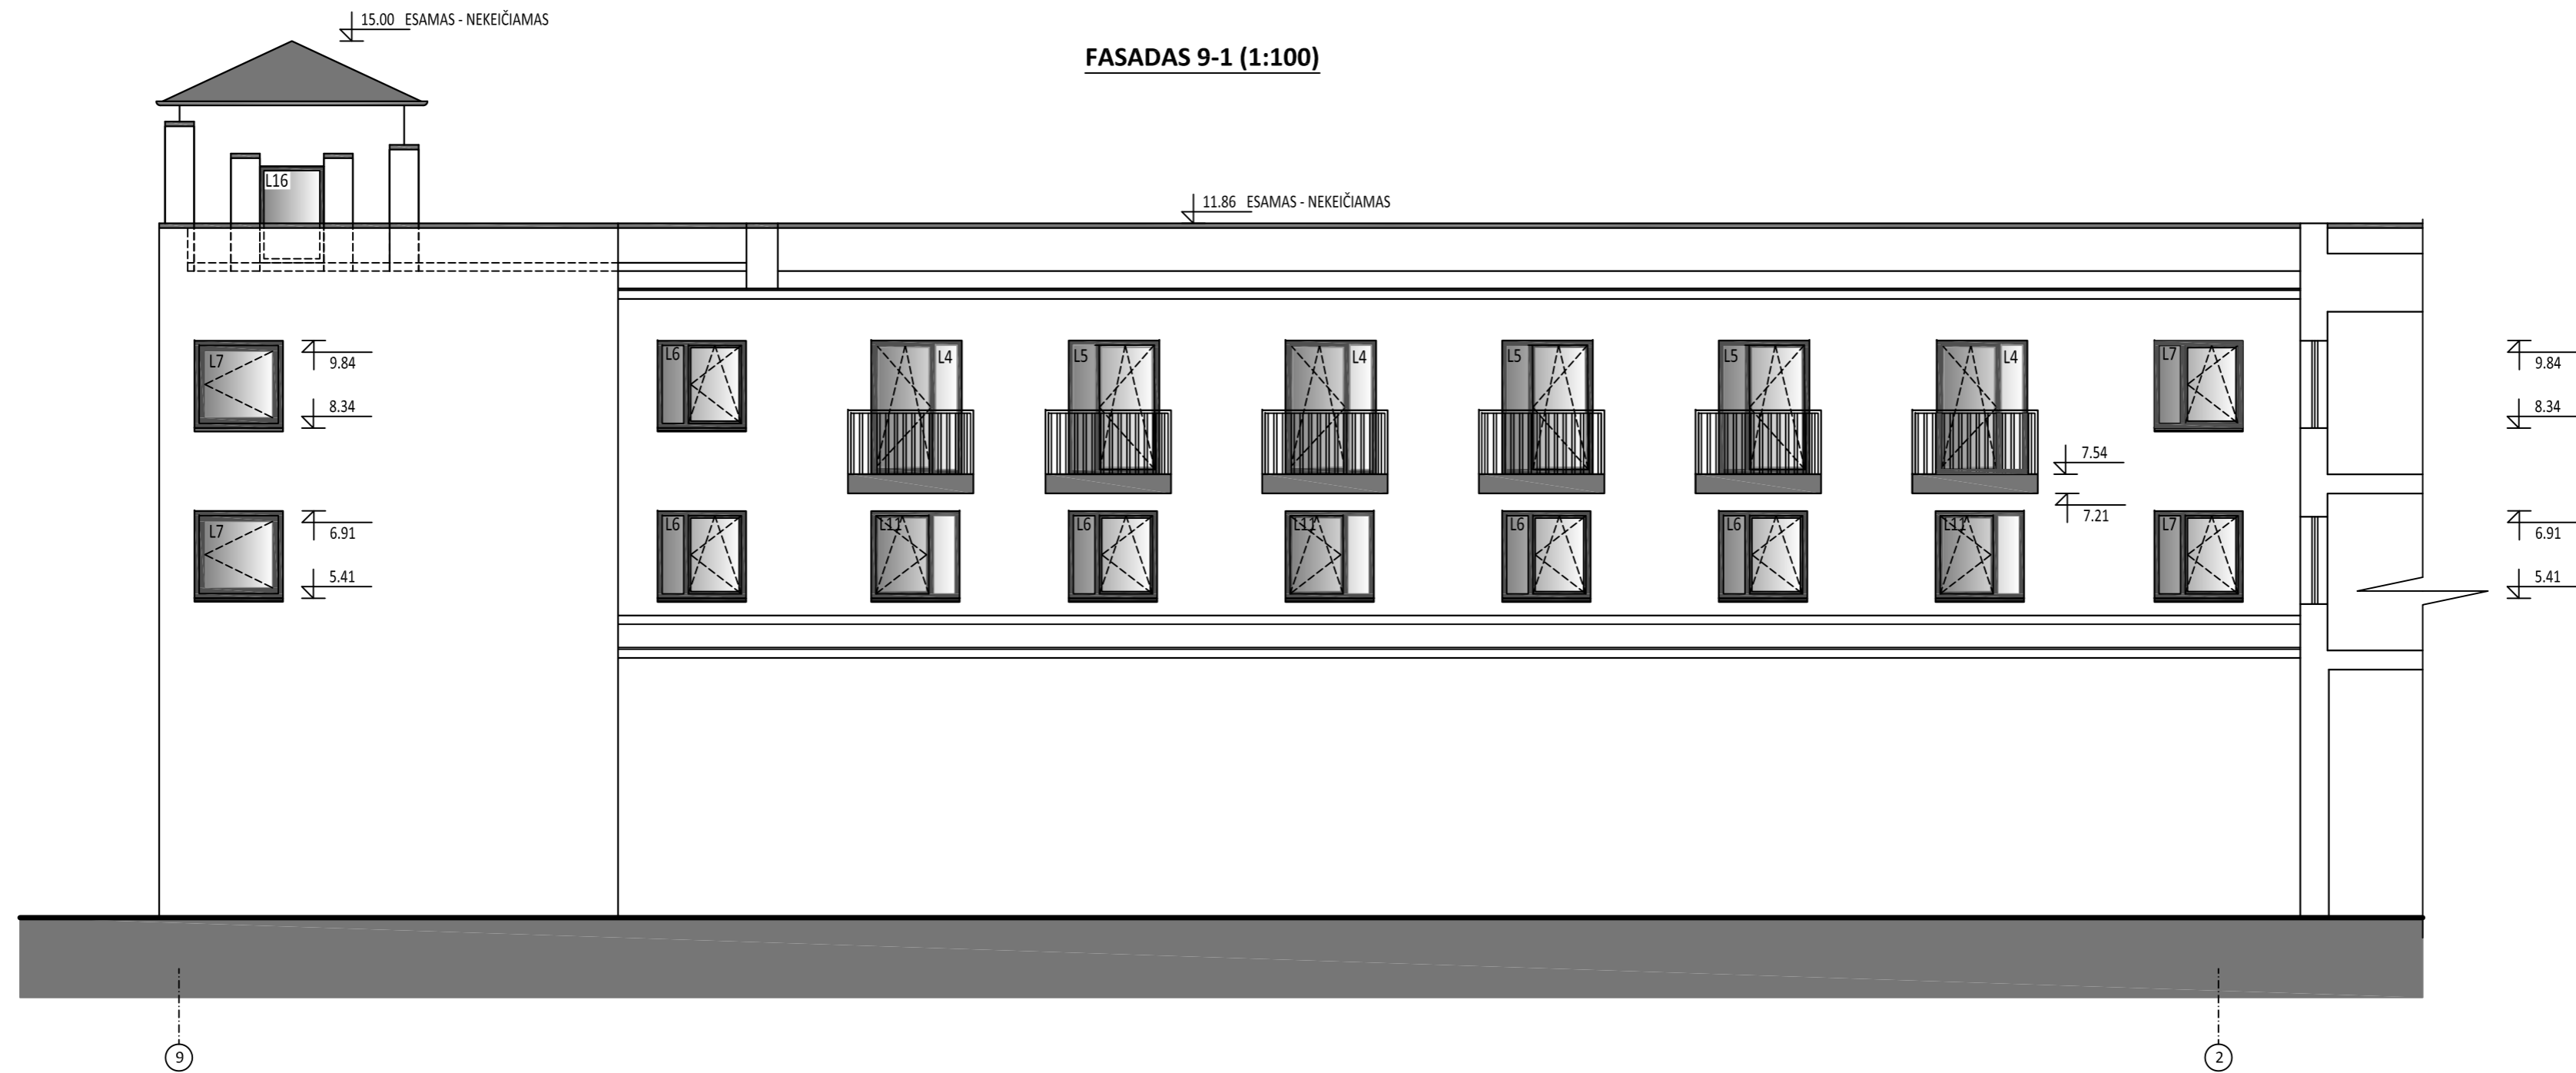 15.00 ESAMAS - NEKEIČIAMAS
FASADAS 9-1 (1:100)
L16
11.86 ESAMAS - NEKEIČIAMAS
L7 9.84 L6 L4 L5 L4 L5 L5 L4 L7 9.84
8.34 8.34
7.54
7.21
L7 6.91 L6 L11 L6 L11 L6 L6 L11 L7 6.91
5.41 5.41
9 2